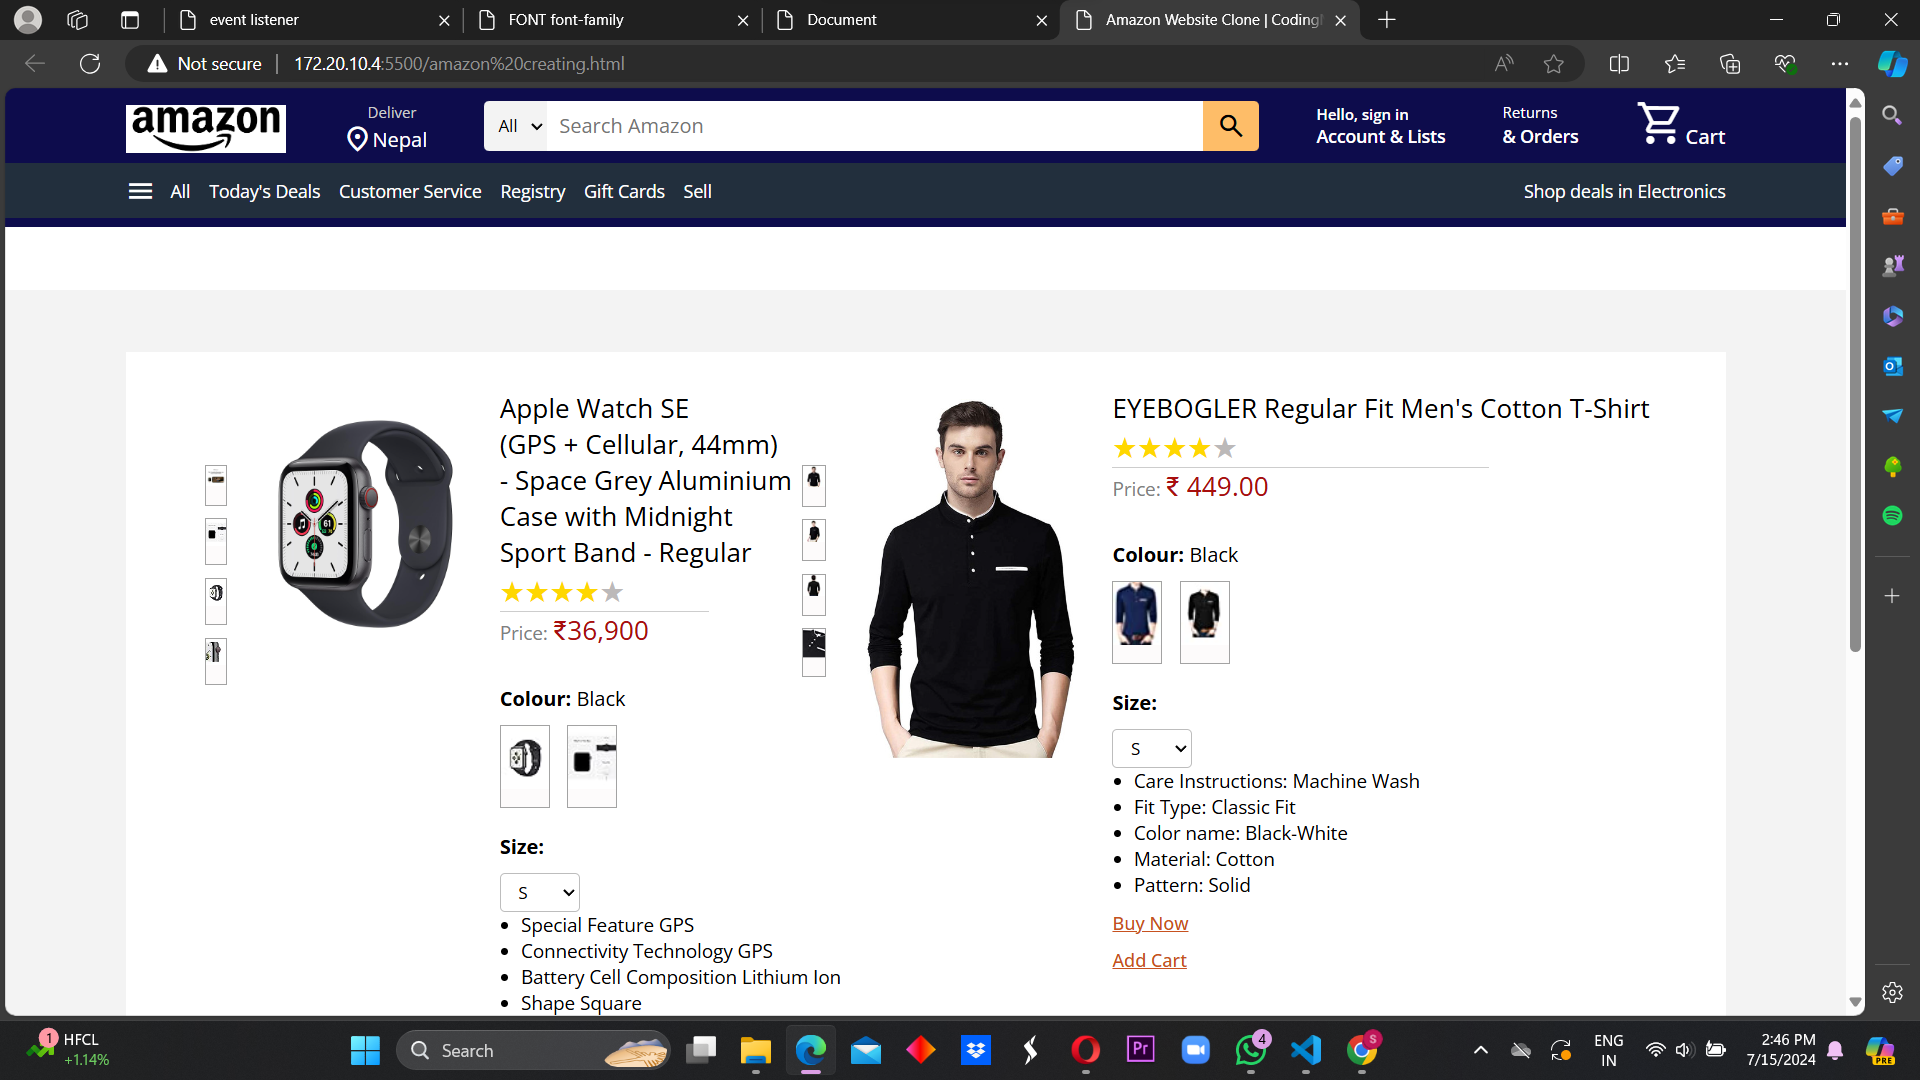 event listener
FONT font-family
Document
Amazon Website Clone | Coding
Not secure
172.20.10.4:5500/amazon%20creating.html
amazon
Deliver
Nepal
All
Search Amazon
Hello, sign in
Account & Lists
Returns
& Orders
Cart
All
Today's Deals
Customer Service
Registry
Gift Cards
Sell
Shop deals in Electronics
Apple Watch SE
(GPS + Cellular, 44mm)
- Space Grey Aluminium
Case with Midnight
Sport Band - Regular
Price: ₹36,900
Colour: Black
Size:
S
Special Feature GPS
Connectivity Technology GPS
Battery Cell Composition Lithium Ion
Shape Square
EYEBOGLER Regular Fit Men's Cotton T-Shirt
Price: ₹ 449.00
Colour: Black
Size:
S
Care Instructions: Machine Wash
Fit Type: Classic Fit
Color name: Black-White
Material: Cotton
Pattern: Solid
Buy Now
Add Cart
1
HFCL
+1.14%
Search
Pr
4
S
ENG
IN
2:46 PM
7/15/2024
PRE